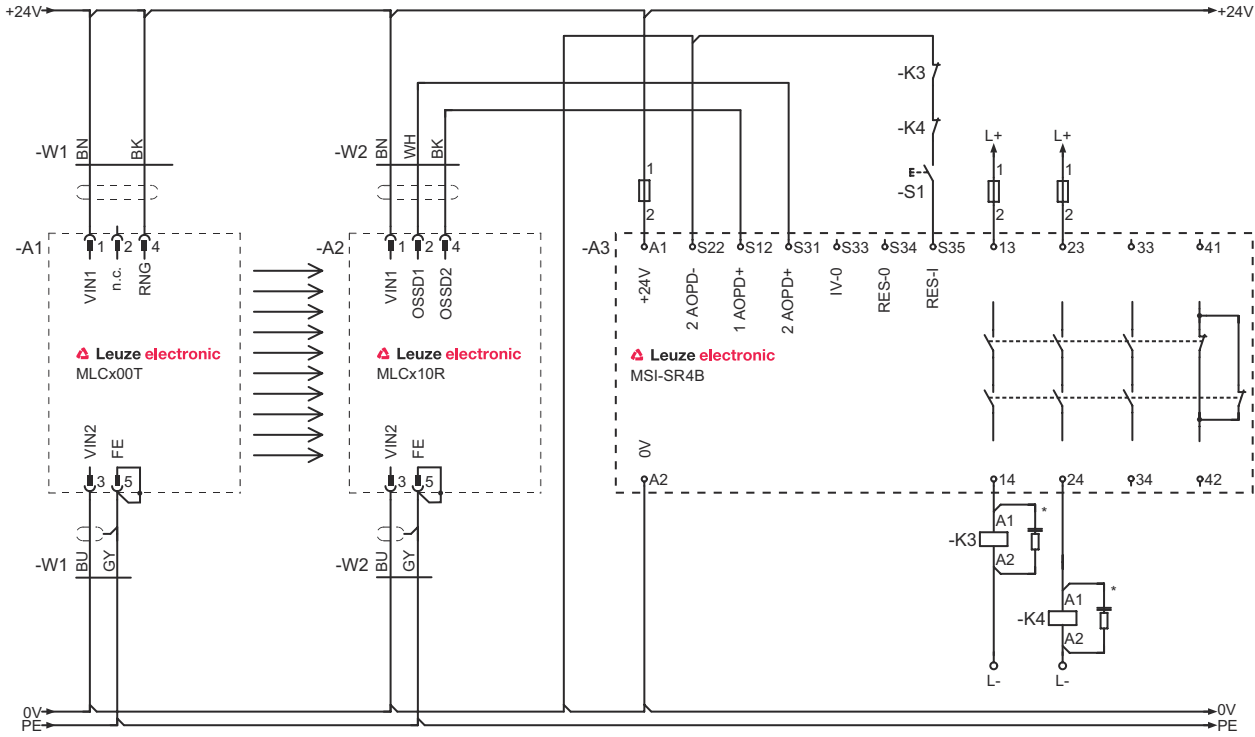 +24V +24V
-K3
-K4
-S1
-W1 BN BK
-W2 BN WH BK
L+ L+
1 1 1
2 2 2
-A1 1 2 4
VIN1 n.c. RNG
-A2 1 2 4
VIN1 OSSD1 OSSD2
-A3 A1 S22 S12 S31 S33 S34 S35 13 23 33 41
+24V 2 AOPD- 1 AOPD+ 2 AOPD+ IV-0 RES-0 RES-I
Leuze electronic
MLCx00T
Leuze electronic
MLCx10R
Leuze electronic
MSI-SR4B
VIN2 FE
3 5
VIN2 FE
3 5
0V
A2 14 24 34 42
-W1 BU GY
-W2 BU GY
-K3 A1 A2 *
-K4 A1 A2 *
L- L-
0V 0V
PE PE
E